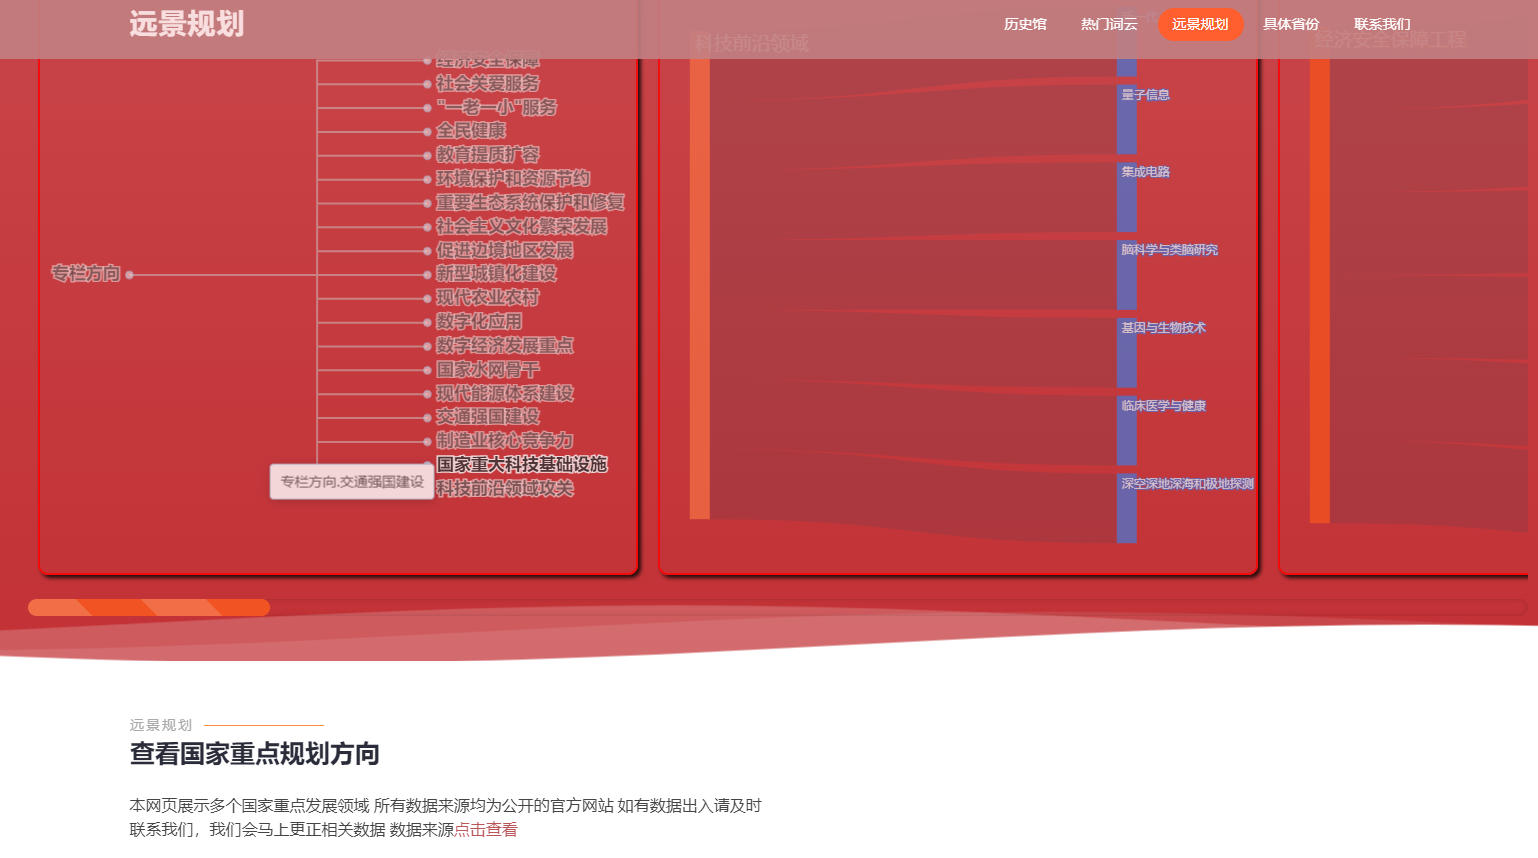 远景规划
历史馆
热门词云
远景规划
具体省份
联系我们
经济安全保障
社会关爱服务
"一老一小"服务
全民健康
教育提质扩容
环境保护和资源节约
重要生态系统保护和修复
社会主义文化繁荣发展
促进边境地区发展
新型城镇化建设
现代农业农村
数字化应用
数字经济发展重点
国家水网骨干
现代能源体系建设
交通强国建设
制造业核心竞争力
国家重大科技基础设施
科技前沿领域攻关
专栏方向
专栏方向.交通强国建设
科技前沿领域
量子信息
集成电路
脑科学与类脑研究
基因与生物技术
临床医学与健康
深空深地深海和极地探测
经济安全保障工程
远景规划
查看国家重点规划方向
本网页展示多个国家重点发展领域 所有数据来源均为公开的官方网站 如有数据出入请及时
联系我们，我们会马上更正相关数据 数据来源点击查看